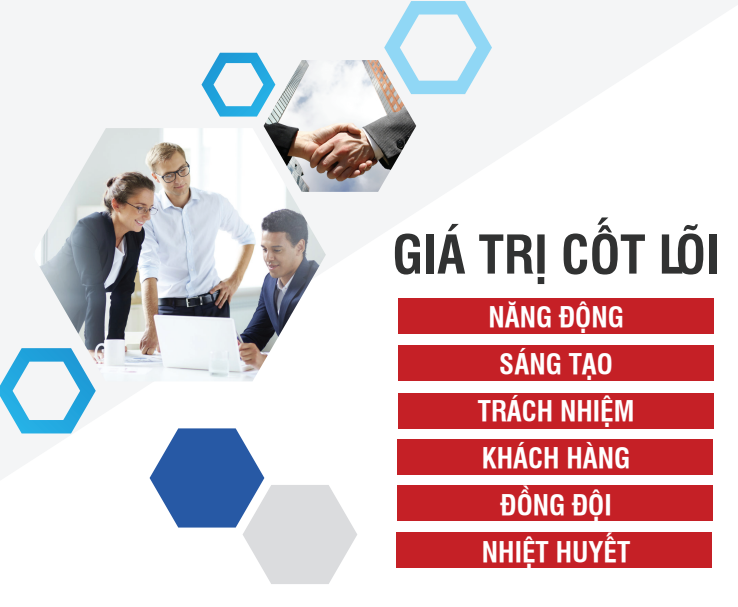 GIÁ TRỊ CỐT LÕI
NĂNG ĐỘNG
SÁNG TẠO
TRÁCH NHIỆM
KHÁCH HÀNG
ĐỒNG ĐỘI
NHIỆT HUYẾT